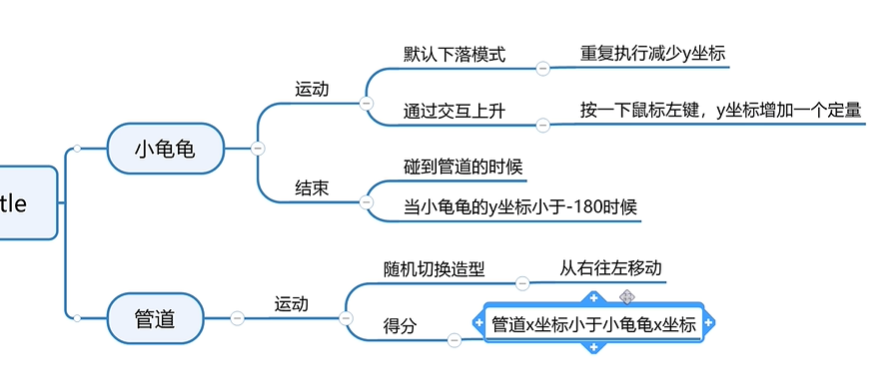 tle
小龟龟
运动
默认下落模式
重复执行减少y坐标
通过交互上升
按一下鼠标左键，y坐标增加一个定量
结束
碰到管道的时候
当小龟龟的y坐标小于-180时候
管道
运动
随机切换造型
从右往左移动
得分
管道x坐标小于小龟龟x坐标